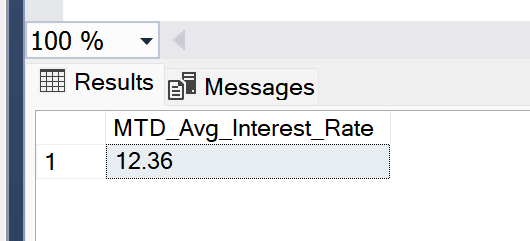 100 %
Results Messages
MTD_Avg_Interest_Rate
1 12.36